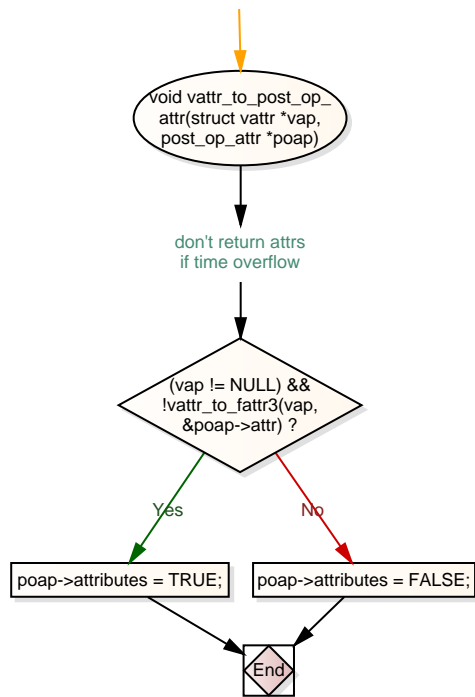 void vattr_to_post_op_
attr(struct vattr *vap,
post_op_attr *poap)
don't return attrs
if time overflow
(vap != NULL) &&
!vattr_to_fattr3(vap,
&poap->attr) ?
Yes
No
poap->attributes = TRUE;
poap->attributes = FALSE;
End